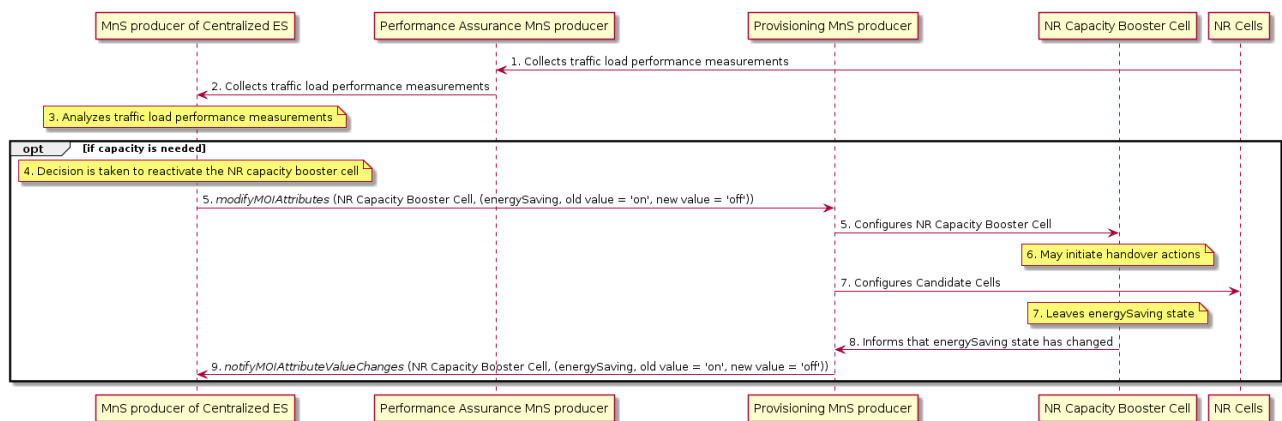 MnS producer of Centralized ES Performance Assurance MnS producer Provisioning MnS producer NR Capacity Booster Cell NR Cells
1. Collects traffic load performance measurements
2. Collects traffic load performance measurements
3. Analyzes traffic load performance measurements
opt [if capacity is needed]
4. Decision is taken to reactivate the NR capacity booster cell
5. modifyMOIAttributes (NR Capacity Booster Cell, (energySaving, old value = 'on', new value = 'off'))
5. Configures NR Capacity Booster Cell
6. May initiate handover actions
7. Configures Candidate Cells
7. Leaves energySaving state
8. Informs that energySaving state has changed
9. notifyMOIAttributeValueChanges (NR Capacity Booster Cell, (energySaving, old value = 'on', new value = 'off'))
MnS producer of Centralized ES Performance Assurance MnS producer Provisioning MnS producer NR Capacity Booster Cell NR Cells